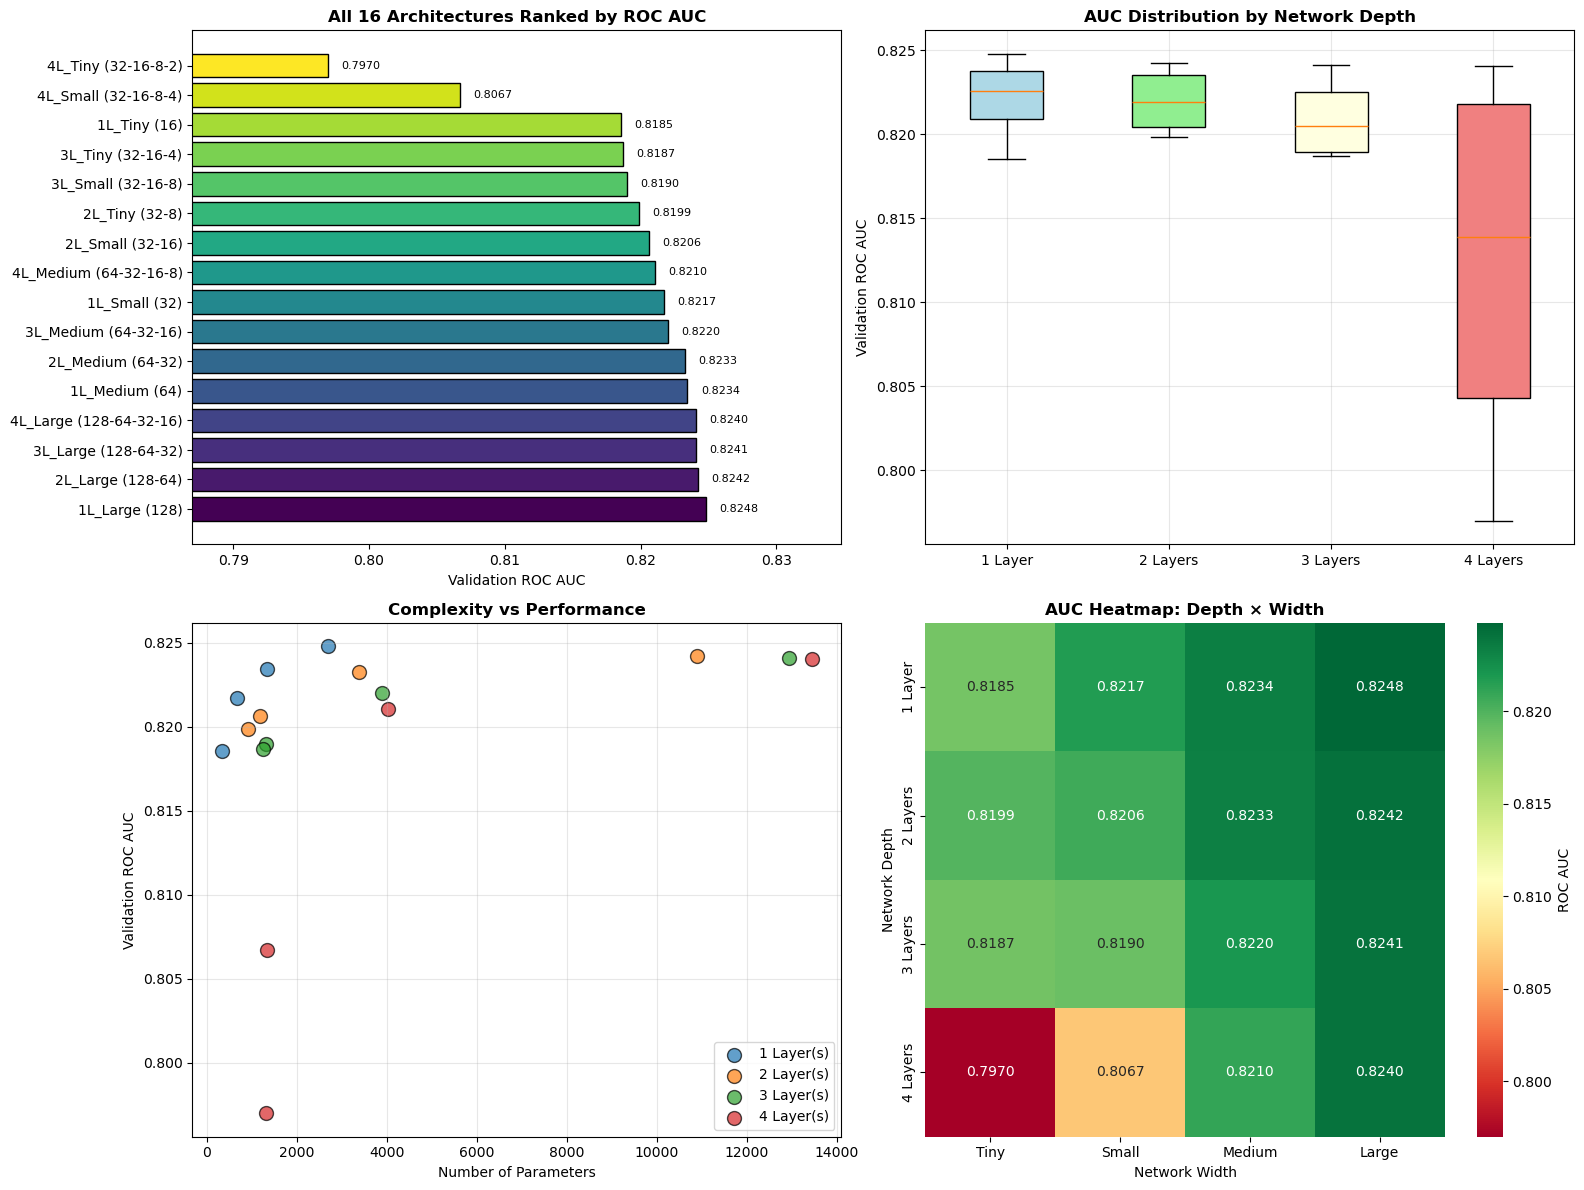 All 16 Architectures Ranked by ROC AUC
4L_Tiny (32-16-8-2) 0.7970
4L_Small (32-16-8-4) 0.8067
1L_Tiny (16) 0.8185
3L_Tiny (32-16-4) 0.8187
3L_Small (32-16-8) 0.8190
2L_Tiny (32-8) 0.8199
2L_Small (32-16) 0.8206
4L_Medium (64-32-16-8) 0.8210
1L_Small (32) 0.8217
3L_Medium (64-32-16) 0.8220
2L_Medium (64-32) 0.8233
1L_Medium (64) 0.8234
4L_Large (128-64-32-16) 0.8240
3L_Large (128-64-32) 0.8241
2L_Large (128-64) 0.8242
1L_Large (128) 0.8248
0.79 0.80 0.81 0.82 0.83
Validation ROC AUC
AUC Distribution by Network Depth
Validation ROC AUC
0.825
0.820
0.815
0.810
0.805
0.800
1 Layer 2 Layers 3 Layers 4 Layers
Complexity vs Performance
Validation ROC AUC
0.825
0.820
0.815
0.810
0.805
0.800
1 Layer(s)
2 Layer(s)
3 Layer(s)
4 Layer(s)
0 2000 4000 6000 8000 10000 12000 14000
Number of Parameters
AUC Heatmap: Depth × Width
Network Depth
1 Layer 0.8185 0.8217 0.8234 0.8248
2 Layers 0.8199 0.8206 0.8233 0.8242
3 Layers 0.8187 0.8190 0.8220 0.8241
4 Layers 0.7970 0.8067 0.8210 0.8240
Tiny Small Medium Large
Network Width
0.820
0.815
0.810
0.805
0.800
ROC AUC